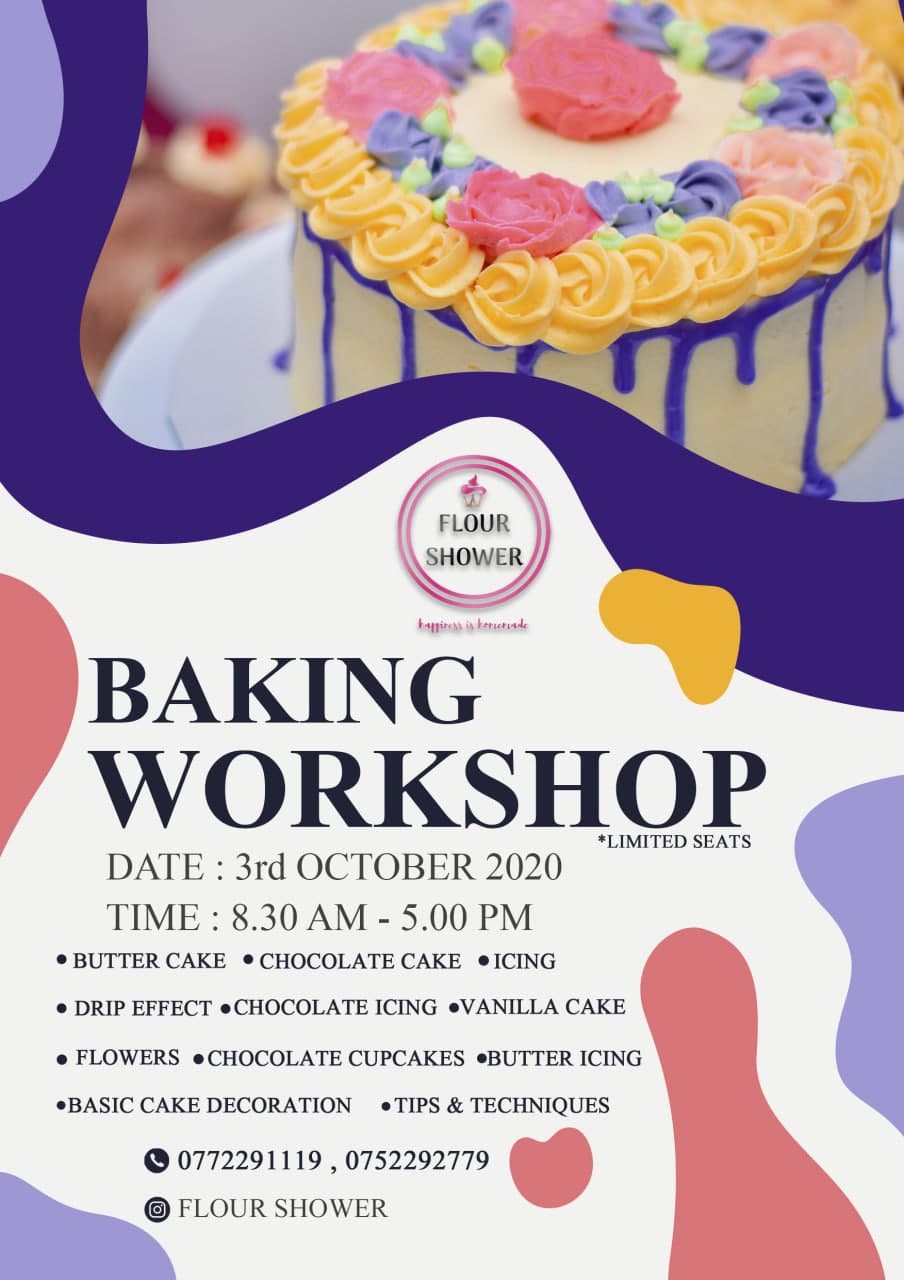 FLOUR
SHOWER
happiness is homemade
BAKING
WORKSHOP
*LIMITED SEATS
DATE : 3rd OCTOBER 2020
TIME : 8.30 AM - 5.00 PM
• BUTTER CAKE • CHOCOLATE CAKE • ICING
• DRIP EFFECT • CHOCOLATE ICING • VANILLA CAKE
• FLOWERS • CHOCOLATE CUPCAKES • BUTTER ICING
• BASIC CAKE DECORATION • TIPS & TECHNIQUES
0772291119 , 0752292779
FLOUR SHOWER